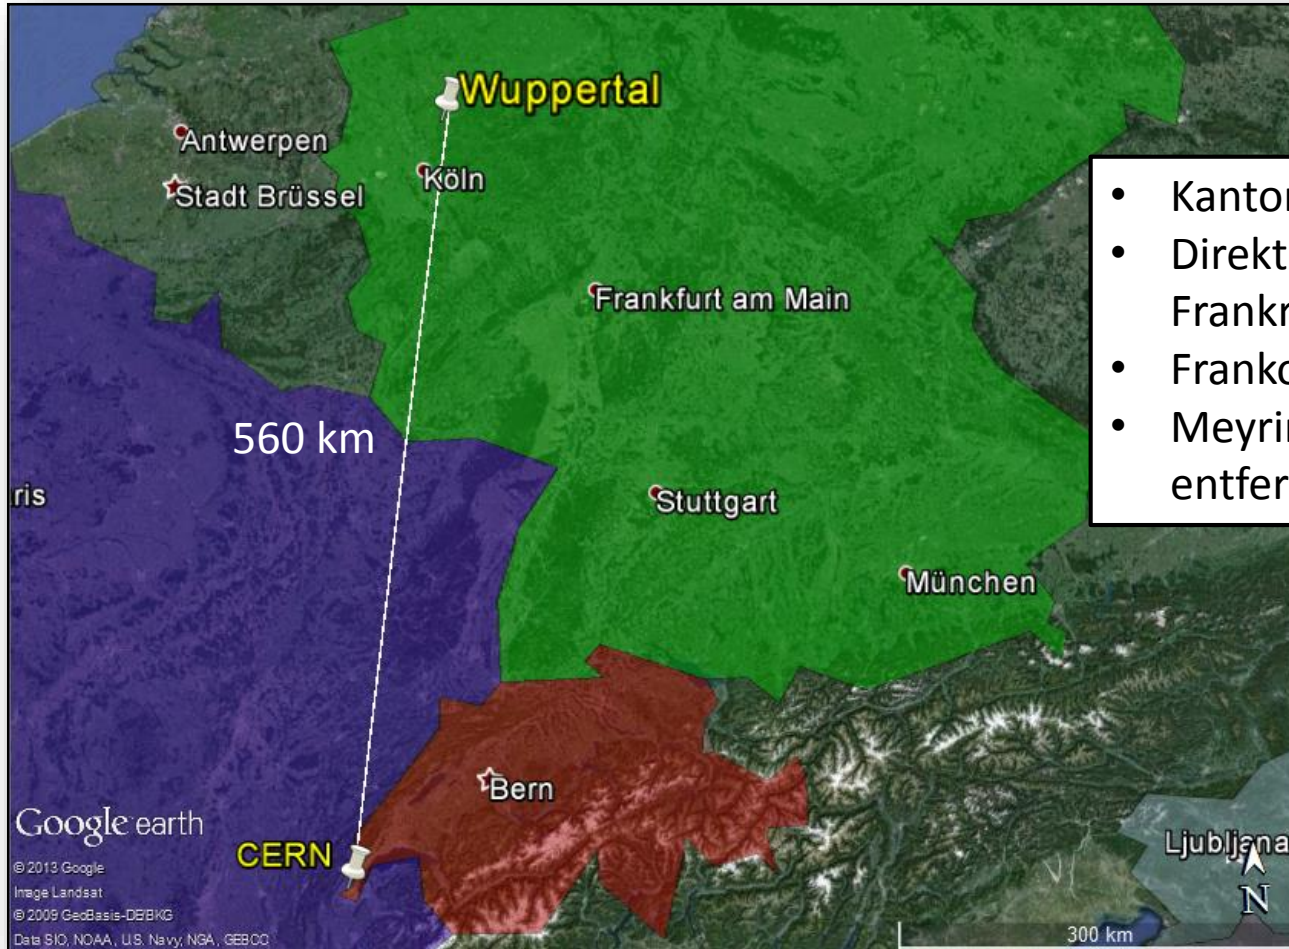 Wuppertal
Antwerpen
Köln
Stadt Brüssel
• Kanton
• Direkt
Frankr
• Franko
• Meyrin
entfer
Frankfurt am Main
560 km
ris
Stuttgart
München
Bern
Google earth
CERN
Ljubljana
© 2013 Google
Image Landsat
© 2009 GeoBasis-DE/BKG
N
Data SIO, NOAA, U.S. Navy, NGA, GEBCO
300 km